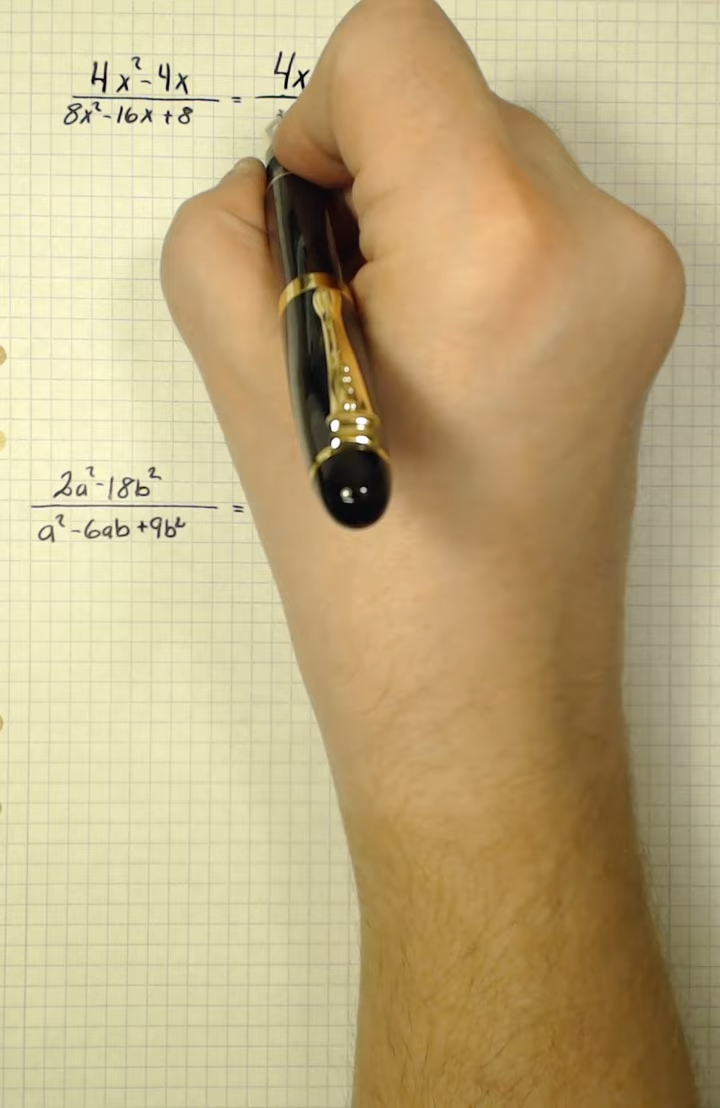 4x²-4x / 8x²-16x+8 = 4x
2a²-18b² / a²-6ab+9b² =